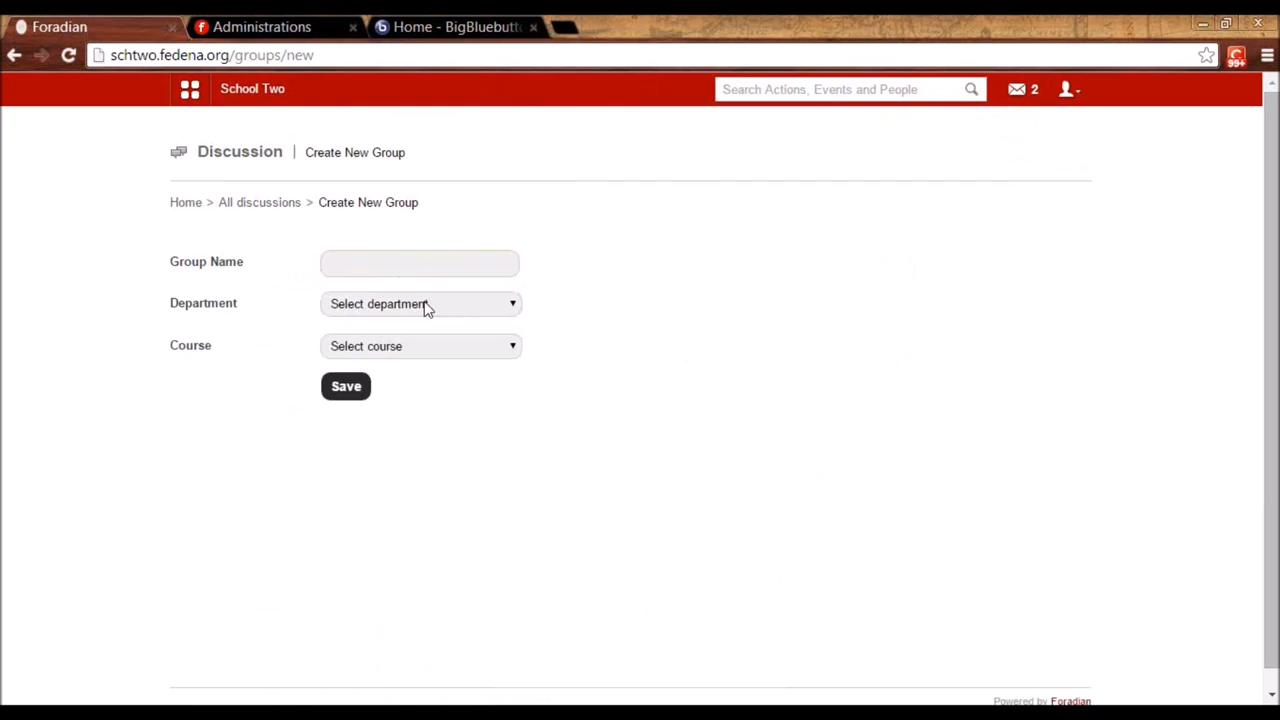 Foradian
Administrations
Home - BigBluebutto
schtwo.fedena.org/groups/new
99+
School Two
Search Actions, Events and People
2
Discussion | Create New Group
Home > All discussions > Create New Group
Group Name
Department
Select department
Course
Select course
Save
Powered by Foradian